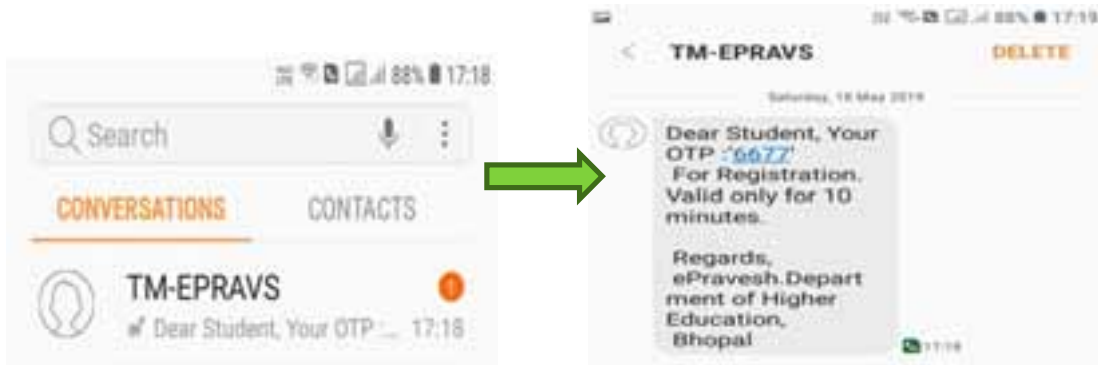 88% 17:18
Search
CONVERSATIONS CONTACTS
TM-EPRAVS
Dear Student, Your OTP :... 17:18
88% 17:19
< TM-EPRAVS DELETE
Saturday, 18 May 2019
Dear Student, Your
OTP :'6677'
For Registration.
Valid only for 10
minutes.
Regards,
ePravesh.Depart
ment of Higher
Education,
Bhopal
17:18